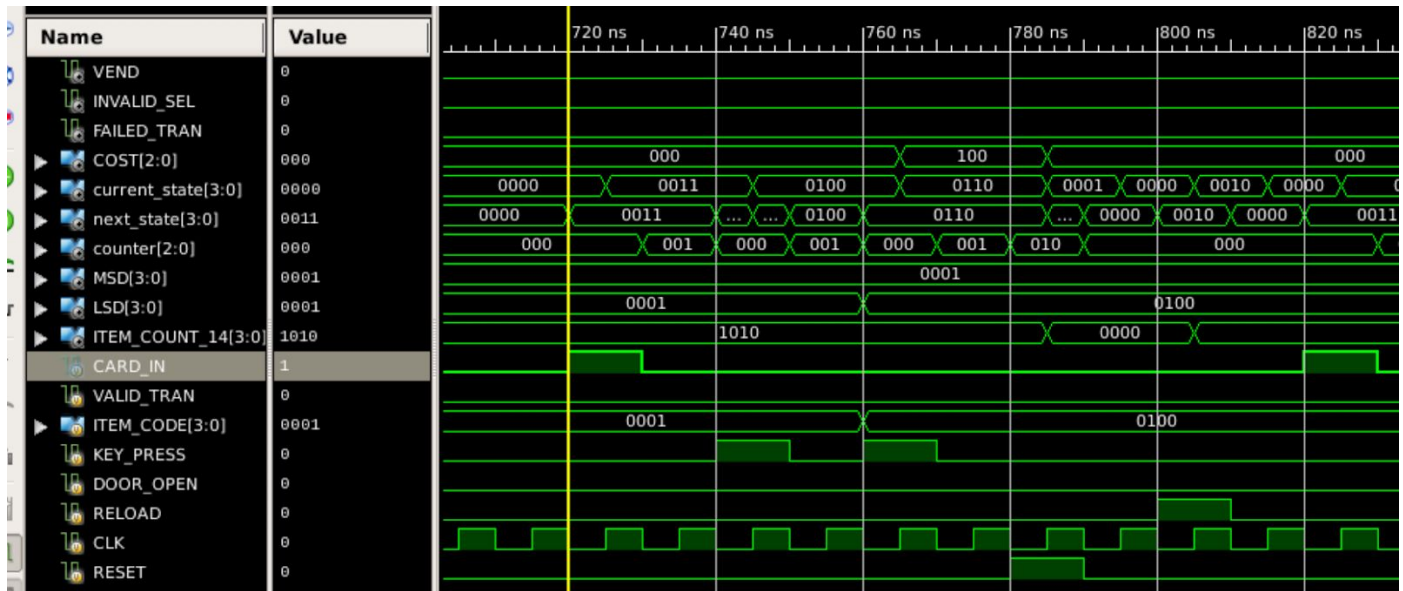 Name Value 720 ns 740 ns 760 ns 780 ns 800 ns 820 ns
VEND 0
INVALID_SEL 0
FAILED_TRAN 0
COST[2:0] 000 000 100 000
current_state[3:0] 0000 0000 0011 0100 0110 0001 0000 0010 0000
next_state[3:0] 0011 0000 0011 ... ... 0100 0110 ... 0000 0010 0000 0011
counter[2:0] 000 000 001 000 001 000 001 010 000
MSD[3:0] 0001 0001
LSD[3:0] 0001 0001 0100
ITEM_COUNT_14[3:0] 1010 1010 0000
CARD_IN 1
VALID_TRAN 0
ITEM_CODE[3:0] 0001 0001 0100
KEY_PRESS 0
DOOR_OPEN 0
RELOAD 0
CLK 0
RESET 0